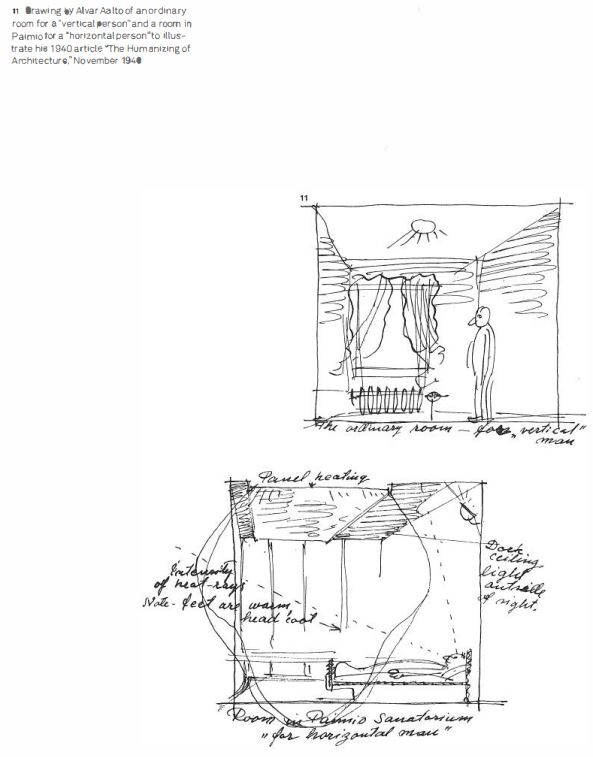 11 Drawing by Alvar Aalto of an ordinary
room for a "vertical person" and a room in
Paimio for a "horizontal person" to illus-
trate his 1940 article "The Humanizing of
Architecture," November 1940
11
The ordinary room – for „vertical"
man
Panel heating
Intensity
of heat-rays
Note - feet are warm,
head cool
ceiling
light
outside
of sight.
"Room in Paimio Sanatorium
„for horizontal man"